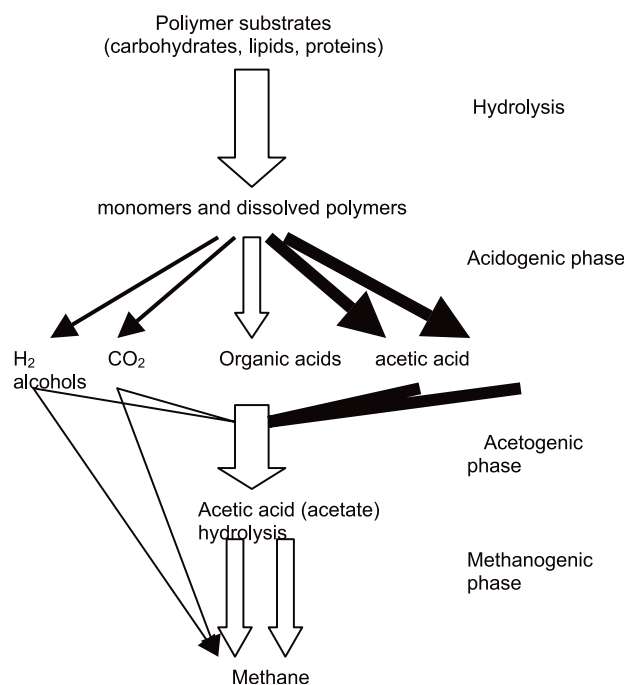 Poliymer substrates
(carbohydrates, lipids, proteins)
Hydrolysis
monomers and dissolved polymers
Acidogenic phase
H₂
alcohols
CO₂
Organic acids
acetic acid
Acetogenic
phase
Acetic acid (acetate)
hydrolysis
Methanogenic
phase
Methane